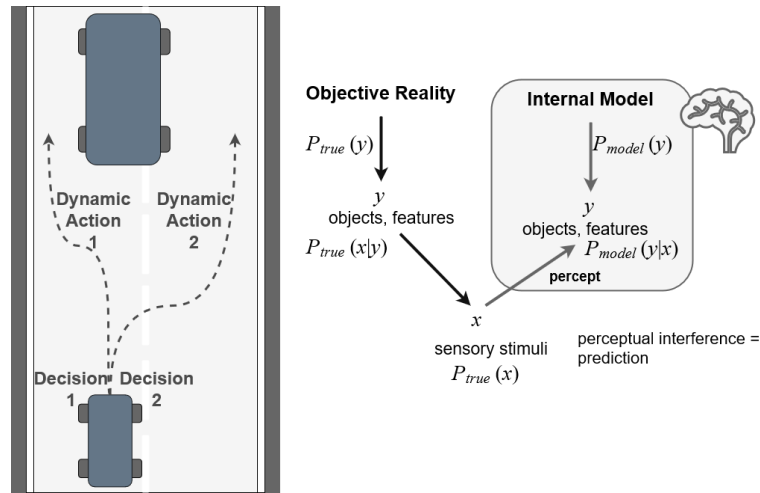 Dynamic
Action
1
Dynamic
Action
2
Decision
1
Decision
2
Objective Reality
P_true (y)
y
objects, features
P_true (x|y)
x
sensory stimuli
P_true (x)
Internal Model
P_model (y)
y
objects, features
P_model (y|x)
percept
perceptual interference =
prediction